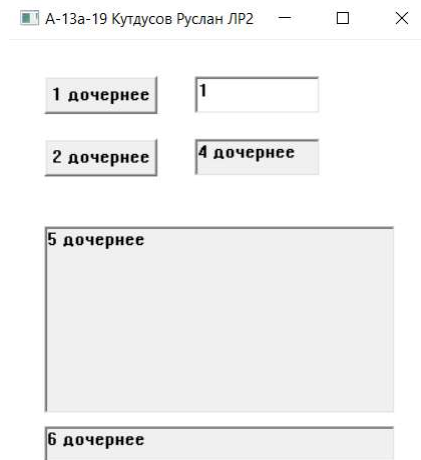 А-13а-19 Кутдусов Руслан ЛР2
1 дочернее
1
2 дочернее
4 дочернее
5 дочернее
6 дочернее